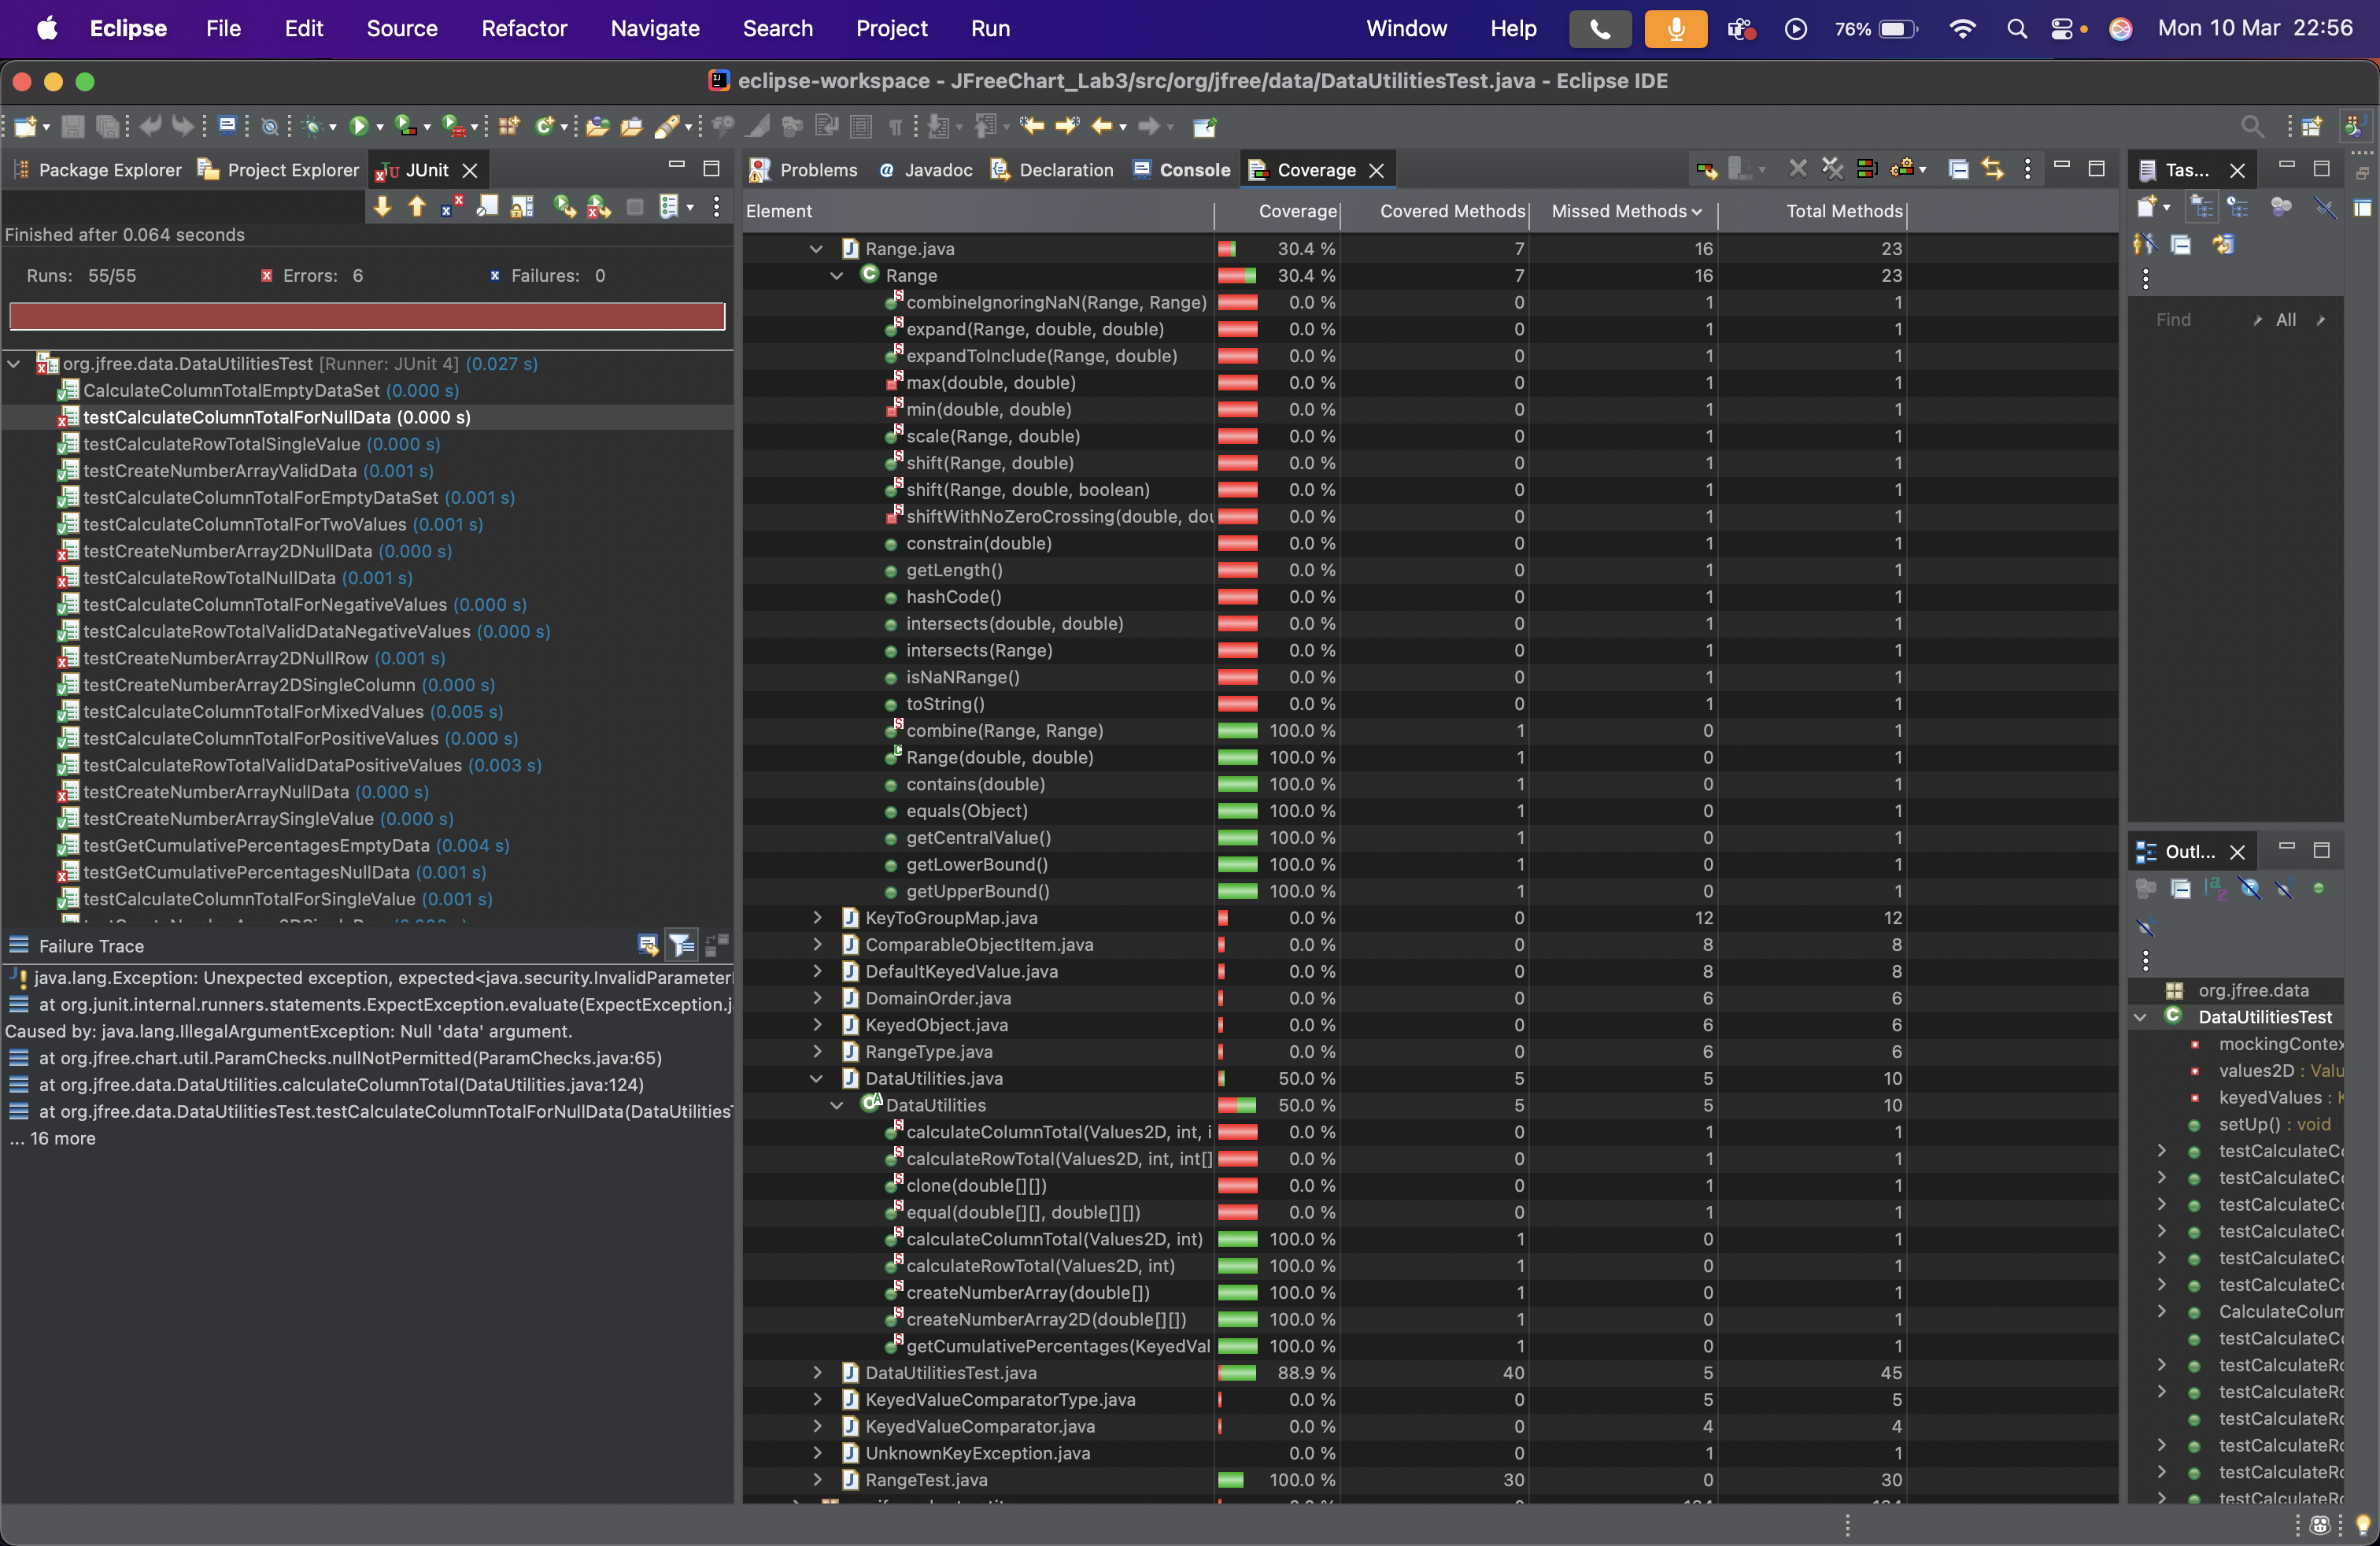 Eclipse File Edit Source Refactor Navigate Search Project Run Window Help 76% Mon 10 Mar 22:56
eclipse-workspace - JFreeChart_Lab3/src/org/jfree/data/DataUtilitiesTest.java - Eclipse IDE
Package Explorer Project Explorer JUnit
Finished after 0.064 seconds
Runs: 55/55 Errors: 6 Failures: 0
org.jfree.data.DataUtilitiesTest [Runner: JUnit 4] (0.027 s)
CalculateColumnTotalEmptyDataSet (0.000 s)
testCalculateColumnTotalForNullData (0.000 s)
testCalculateRowTotalSingleValue (0.000 s)
testCreateNumberArrayValidData (0.001 s)
testCalculateColumnTotalForEmptyDataSet (0.001 s)
testCalculateColumnTotalForTwoValues (0.001 s)
testCreateNumberArray2DNullData (0.000 s)
testCalculateRowTotalNullData (0.001 s)
testCalculateColumnTotalForNegativeValues (0.000 s)
testCalculateRowTotalValidDataNegativeValues (0.000 s)
testCreateNumberArray2DNullRow (0.001 s)
testCreateNumberArray2DSingleColumn (0.000 s)
testCalculateColumnTotalForMixedValues (0.005 s)
testCalculateColumnTotalForPositiveValues (0.000 s)
testCalculateRowTotalValidDataPositiveValues (0.003 s)
testCreateNumberArrayNullData (0.000 s)
testCreateNumberArraySingleValue (0.000 s)
testGetCumulativePercentagesEmptyData (0.004 s)
testGetCumulativePercentagesNullData (0.001 s)
testCalculateColumnTotalForSingleValue (0.001 s)
Failure Trace
java.lang.Exception: Unexpected exception, expected<java.security.InvalidParameter
at org.junit.internal.runners.statements.ExpectException.evaluate(ExpectException.j
Caused by: java.lang.IllegalArgumentException: Null 'data' argument.
at org.jfree.chart.util.ParamChecks.nullNotPermitted(ParamChecks.java:65)
at org.jfree.data.DataUtilities.calculateColumnTotal(DataUtilities.java:124)
at org.jfree.data.DataUtilitiesTest.testCalculateColumnTotalForNullData(DataUtilitiesT
... 16 more
Problems Javadoc Declaration Console Coverage
Element Coverage Covered Methods Missed Methods Total Methods
Range.java 30.4 % 7 16 23
Range 30.4 % 7 16 23
combineIgnoringNaN(Range, Range) 0.0 % 0 1 1
expand(Range, double, double) 0.0 % 0 1 1
expandToInclude(Range, double) 0.0 % 0 1 1
max(double, double) 0.0 % 0 1 1
min(double, double) 0.0 % 0 1 1
scale(Range, double) 0.0 % 0 1 1
shift(Range, double) 0.0 % 0 1 1
shift(Range, double, boolean) 0.0 % 0 1 1
shiftWithNoZeroCrossing(double, dou 0.0 % 0 1 1
constrain(double) 0.0 % 0 1 1
getLength() 0.0 % 0 1 1
hashCode() 0.0 % 0 1 1
intersects(double, double) 0.0 % 0 1 1
intersects(Range) 0.0 % 0 1 1
isNaNRange() 0.0 % 0 1 1
toString() 0.0 % 0 1 1
combine(Range, Range) 100.0 % 1 0 1
Range(double, double) 100.0 % 1 0 1
contains(double) 100.0 % 1 0 1
equals(Object) 100.0 % 1 0 1
getCentralValue() 100.0 % 1 0 1
getLowerBound() 100.0 % 1 0 1
getUpperBound() 100.0 % 1 0 1
KeyToGroupMap.java 0.0 % 0 12 12
ComparableObjectItem.java 0.0 % 0 8 8
DefaultKeyedValue.java 0.0 % 0 8 8
DomainOrder.java 0.0 % 0 6 6
KeyedObject.java 0.0 % 0 6 6
RangeType.java 0.0 % 0 6 6
DataUtilities.java 50.0 % 5 5 10
DataUtilities 50.0 % 5 5 10
calculateColumnTotal(Values2D, int, i 0.0 % 0 1 1
calculateRowTotal(Values2D, int, int[] 0.0 % 0 1 1
clone(double[][]) 0.0 % 0 1 1
equal(double[][], double[][]) 0.0 % 0 1 1
calculateColumnTotal(Values2D, int) 100.0 % 1 0 1
calculateRowTotal(Values2D, int) 100.0 % 1 0 1
createNumberArray(double[]) 100.0 % 1 0 1
createNumberArray2D(double[][]) 100.0 % 1 0 1
getCumulativePercentages(KeyedVal 100.0 % 1 0 1
DataUtilitiesTest.java 88.9 % 40 5 45
KeyedValueComparatorType.java 0.0 % 0 5 5
KeyedValueComparator.java 0.0 % 0 4 4
UnknownKeyException.java 0.0 % 0 1 1
RangeTest.java 100.0 % 30 0 30
Tas...
Find All
Outl...
org.jfree.data
DataUtilitiesTest
mockingContex
values2D : Valu
keyedValues : K
setUp() : void
testCalculateCo
testCalculateCo
testCalculateCo
testCalculateCo
testCalculateCo
testCalculateCo
CalculateColum
testCalculateCo
testCalculateRo
testCalculateRo
testCalculateRo
testCalculateRo
testCalculateRo
testCalculateRo